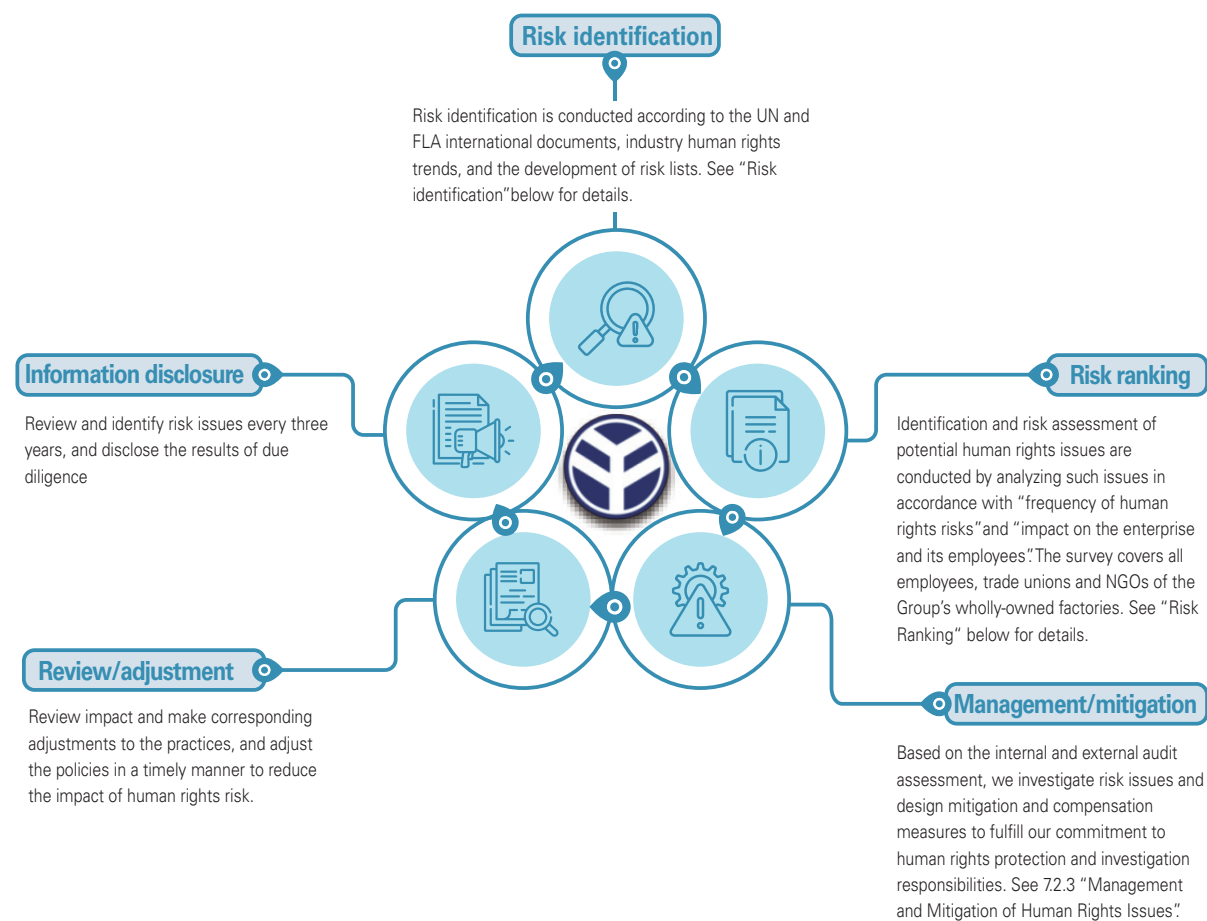 Risk identification
Risk identification is conducted according to the UN and
FLA international documents, industry human rights
trends, and the development of risk lists. See “Risk
identification”below for details.
Risk ranking
Identification and risk assessment of
potential human rights issues are
conducted by analyzing such issues in
accordance with “frequency of human
rights risks”and “impact on the enterprise
and its employees”. The survey covers all
employees, trade unions and NGOs of the
Group’s wholly-owned factories. See “Risk
Ranking“ below for details.
Management/mitigation
Based on the internal and external audit
assessment, we investigate risk issues and
design mitigation and compensation
measures to fulfill our commitment to
human rights protection and investigation
responsibilities. See 7.2.3 “Management
and Mitigation of Human Rights Issues”.
Review/adjustment
Review impact and make corresponding
adjustments to the practices, and adjust
the policies in a timely manner to reduce
the impact of human rights risk.
Information disclosure
Review and identify risk issues every three
years, and disclose the results of due
diligence